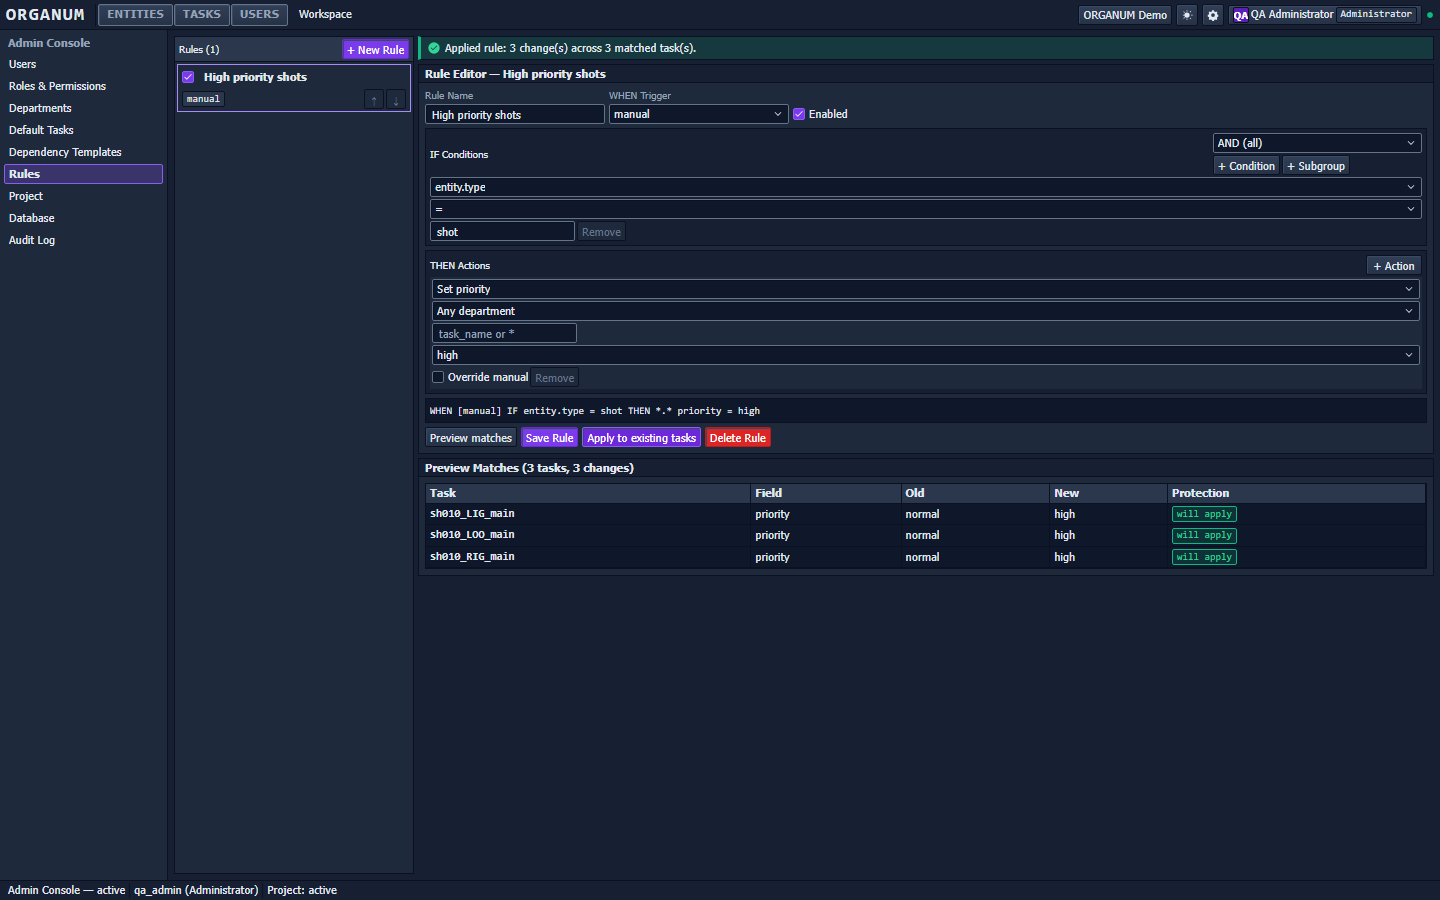 ORGANUM ENTITIES TASKS USERS Workspace ORGANUM Demo QA QA Administrator Administrator
Admin Console
Users
Roles & Permissions
Departments
Default Tasks
Dependency Templates
Rules
Project
Database
Audit Log
Rules (1) + New Rule
High priority shots
manual ↑ ↓
Applied rule: 3 change(s) across 3 matched task(s).
Rule Editor — High priority shots
Rule Name WHEN Trigger
High priority shots manual Enabled
IF Conditions AND (all)
+ Condition + Subgroup
entity.type
=
shot Remove
THEN Actions + Action
Set priority
Any department
task_name or *
high
Override manual Remove
WHEN [manual] IF entity.type = shot THEN *.* priority = high
Preview matches Save Rule Apply to existing tasks Delete Rule
Preview Matches (3 tasks, 3 changes)
Task Field Old New Protection
sh010_LIG_main priority normal high will apply
sh010_LOO_main priority normal high will apply
sh010_RIG_main priority normal high will apply
Admin Console — active qa_admin (Administrator) Project: active